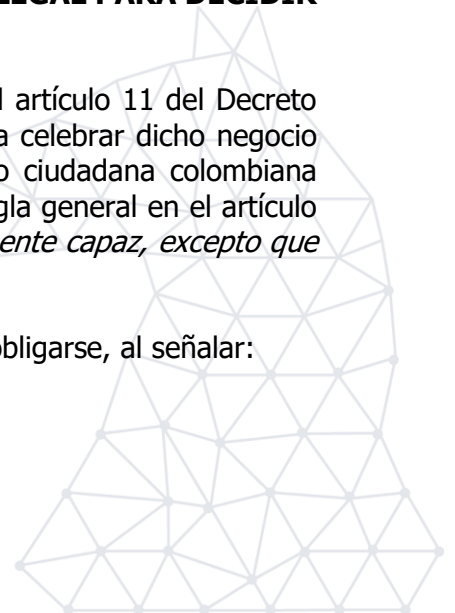 LEGAL PARA DECIDIR
artículo 11 del Decreto
a celebrar dicho negocio
o ciudadana colombiana
gla general en el artículo
ente capaz, excepto que
obligarse, al señalar: